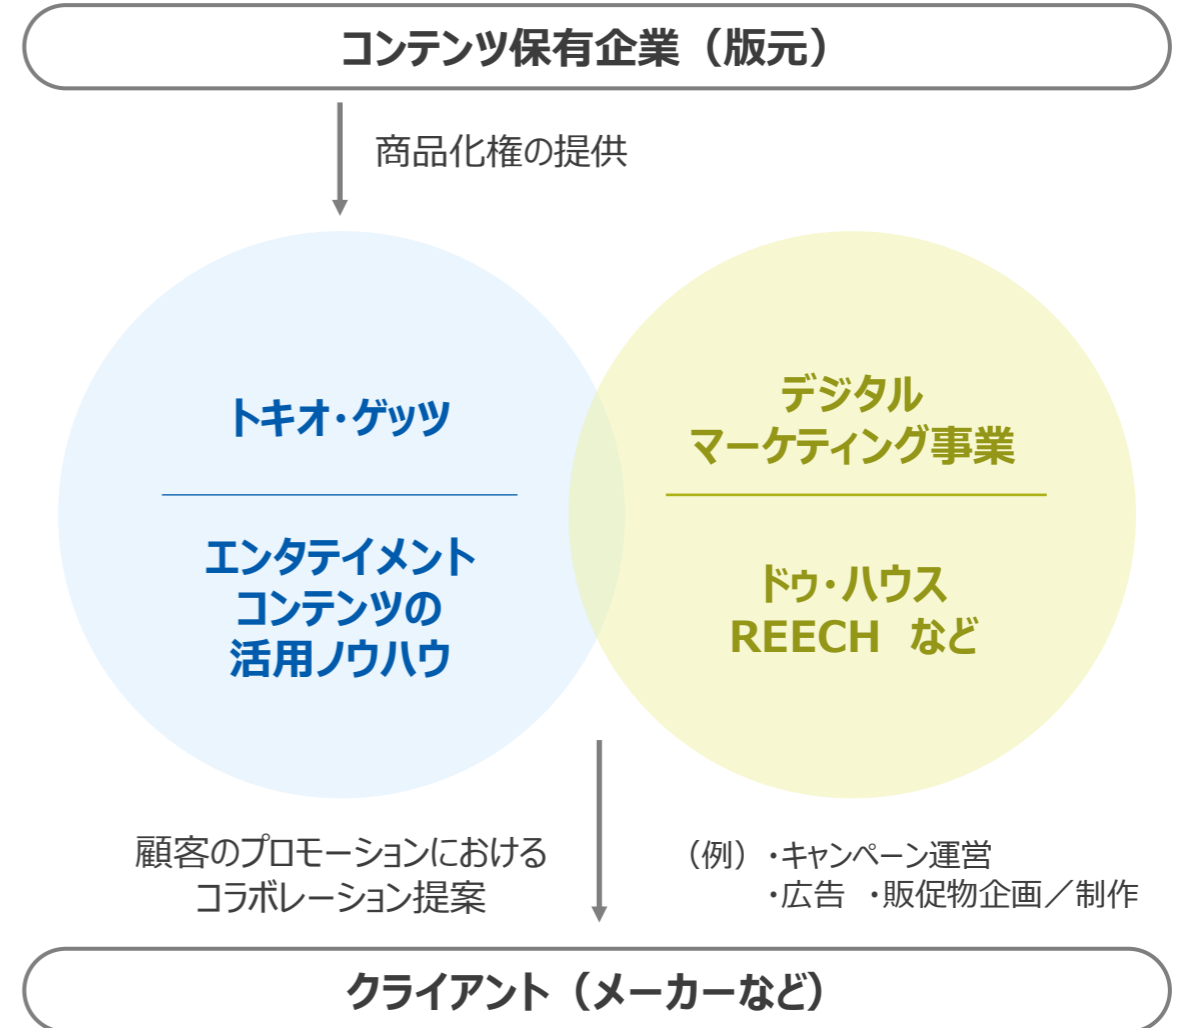 コンテンツ保有企業（版元）
商品化権の提供
トキオ・ゲッツ
エンタテイメント
コンテンツの
活用ノウハウ
デジタル
マーケティング事業
ドゥ・ハウス
REECH など
顧客のプロモーションにおける
コラボレーション提案
（例）・キャンペーン運営
・広告 ・販促物企画／制作
クライアント（メーカーなど）